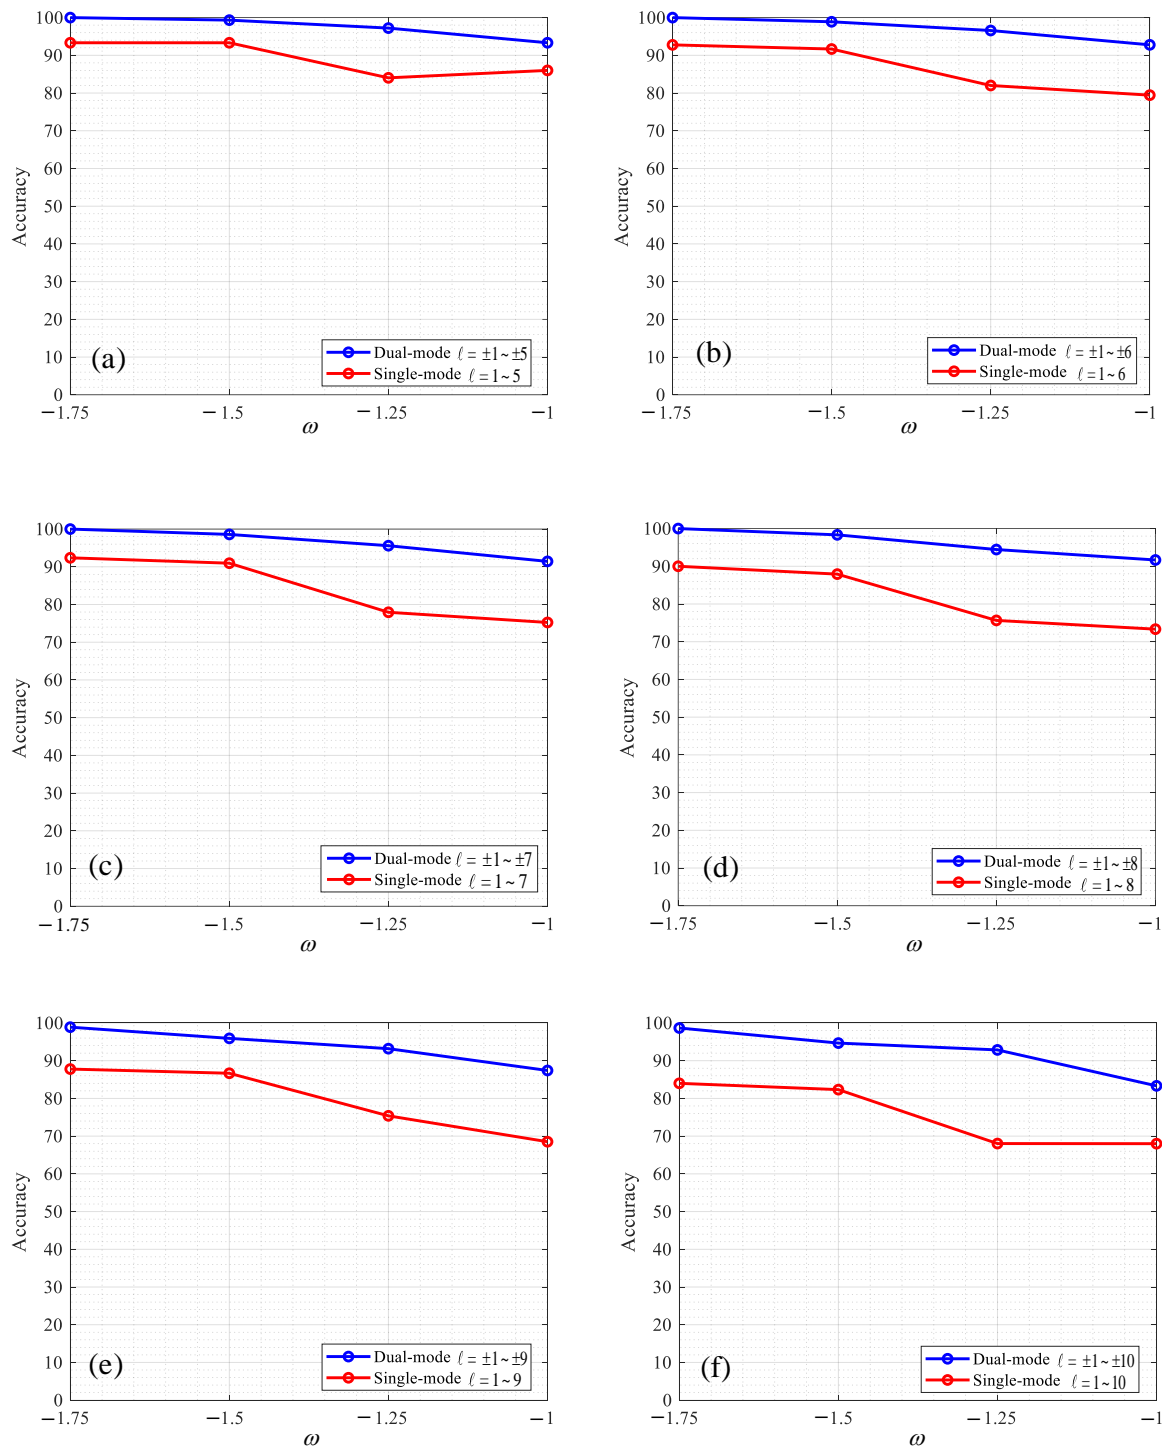 100
90
80
70
60
50
40
30
20
10
0
Accuracy
(a)
Dual-mode ℓ = ±1 ~ ±5
Single-mode ℓ = 1 ~ 5
−1.75 −1.5 −1.25 −1
ω
100
90
80
70
60
50
40
30
20
10
0
Accuracy
(b)
Dual-mode ℓ = ±1 ~ ±6
Single-mode ℓ = 1 ~ 6
−1.75 −1.5 −1.25 −1
ω
100
90
80
70
60
50
40
30
20
10
0
Accuracy
(c)
Dual-mode ℓ = ±1 ~ ±7
Single-mode ℓ = 1 ~ 7
−1.75 −1.5 −1.25 −1
ω
100
90
80
70
60
50
40
30
20
10
0
Accuracy
(d)
Dual-mode ℓ = ±1 ~ ±8
Single-mode ℓ = 1 ~ 8
−1.75 −1.5 −1.25 −1
ω
100
90
80
70
60
50
40
30
20
10
0
Accuracy
(e)
Dual-mode ℓ = ±1 ~ ±9
Single-mode ℓ = 1 ~ 9
−1.75 −1.5 −1.25 −1
ω
100
90
80
70
60
50
40
30
20
10
0
Accuracy
(f)
Dual-mode ℓ = ±1 ~ ±10
Single-mode ℓ = 1 ~ 10
−1.75 −1.5 −1.25 −1
ω